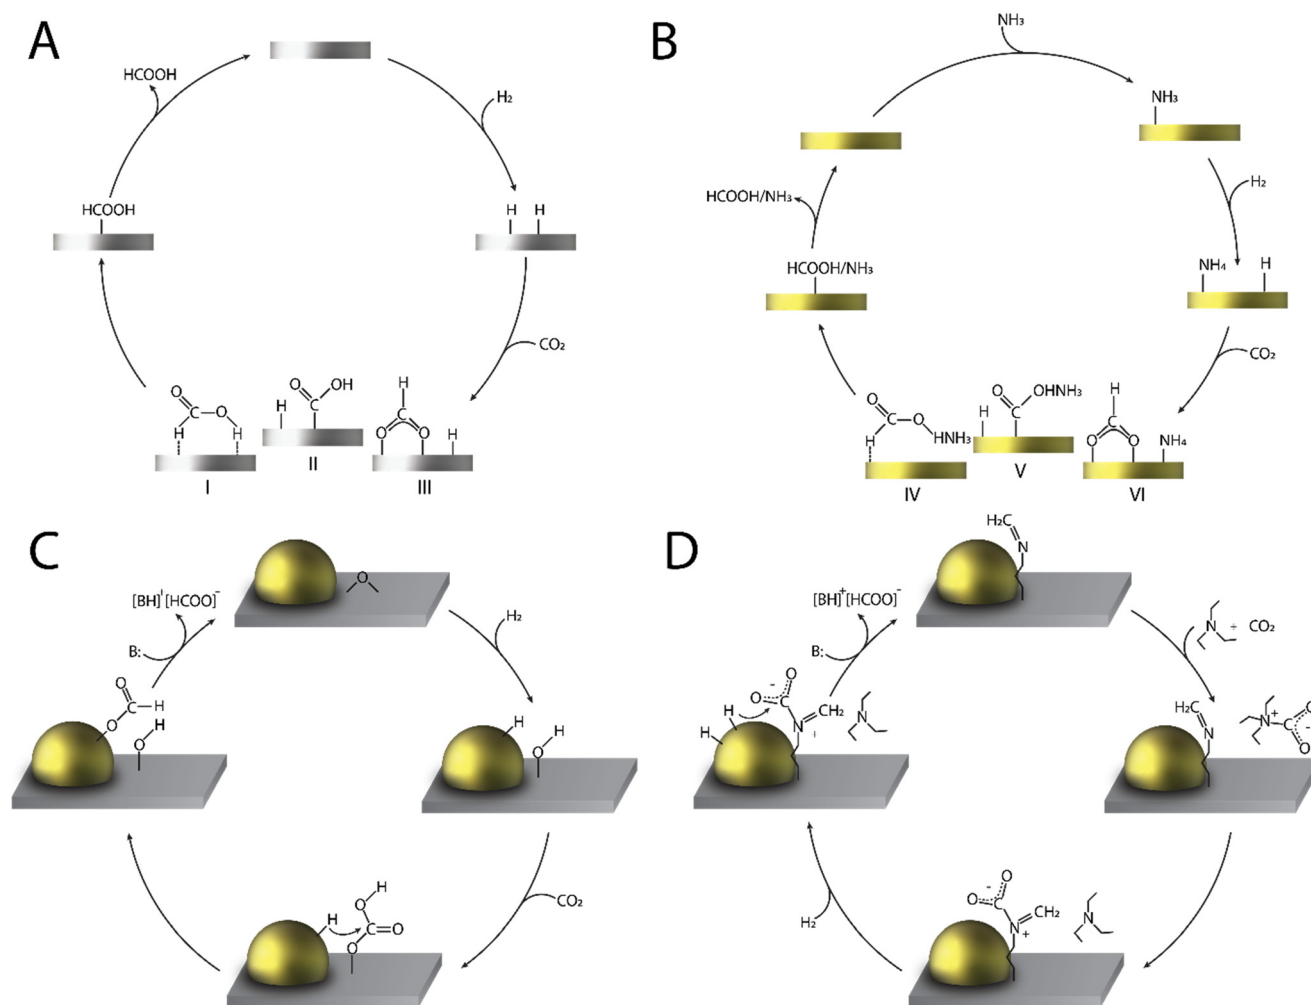 A
HCOOH
H₂
HCOOH
H H
CO₂
O
C
O
H
H
I
O
C
OH
H
II
H
C
O
O
H
III
B
NH₃
NH₃
H₂
HCOOH/NH₃
HCOOH/NH₃
NH₄
H
CO₂
O
C
O
H
HNH₃
IV
O
C
OHNH₃
H
V
H
C
O
O
NH₄
VI
C
O
[BH]⁺[HCOO]⁻
B:
H₂
O
C
H
O
H
O
H
H
O
H
O
H
C
O
O
CO₂
D
H₂C
N
[BH]⁺[HCOO]⁻
B:
N + CO₂
O
-
O
C
H
H
N
+
CH₂
N
H₂C
N
N
+
C
O
-
O
O
-
O
C
N
+
CH₂
N
H₂